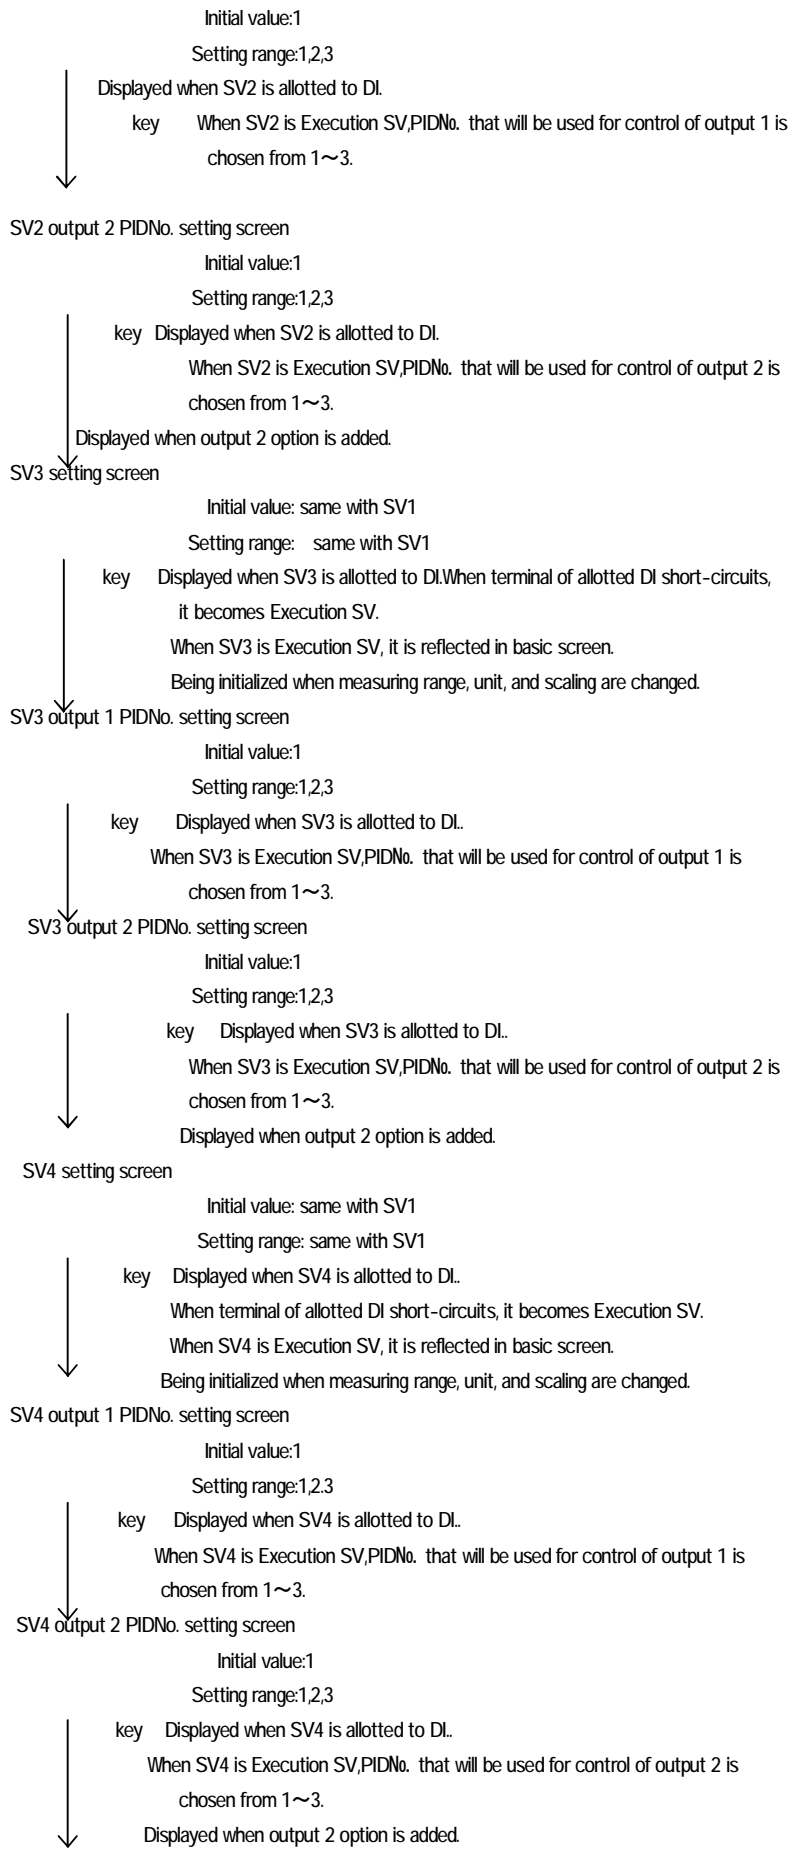 Initial value:1
Setting range:1,2,3
Displayed when SV2 is allotted to DI.
key When SV2 is Execution SV,PIDNo. that will be used for control of output 1 is
chosen from 1～3.
SV2 output 2 PIDNo. setting screen
Initial value:1
Setting range:1,2,3
key Displayed when SV2 is allotted to DI.
When SV2 is Execution SV,PIDNo. that will be used for control of output 2 is
chosen from 1～3.
Displayed when output 2 option is added.
SV3 setting screen
Initial value: same with SV1
Setting range: same with SV1
key Displayed when SV3 is allotted to DI.When terminal of allotted DI short-circuits,
it becomes Execution SV.
When SV3 is Execution SV, it is reflected in basic screen.
Being initialized when measuring range, unit, and scaling are changed.
SV3 output 1 PIDNo. setting screen
Initial value:1
Setting range:1,2,3
key Displayed when SV3 is allotted to DI..
When SV3 is Execution SV,PIDNo. that will be used for control of output 1 is
chosen from 1～3.
SV3 output 2 PIDNo. setting screen
Initial value:1
Setting range:1,2,3
key Displayed when SV3 is allotted to DI..
When SV3 is Execution SV,PIDNo. that will be used for control of output 2 is
chosen from 1～3.
Displayed when output 2 option is added.
SV4 setting screen
Initial value: same with SV1
Setting range: same with SV1
key Displayed when SV4 is allotted to DI..
When terminal of allotted DI short-circuits, it becomes Execution SV.
When SV4 is Execution SV, it is reflected in basic screen.
Being initialized when measuring range, unit, and scaling are changed.
SV4 output 1 PIDNo. setting screen
Initial value:1
Setting range:1,2.3
key Displayed when SV4 is allotted to DI..
When SV4 is Execution SV,PIDNo. that will be used for control of output 1 is
chosen from 1～3.
SV4 output 2 PIDNo. setting screen
Initial value:1
Setting range:1,2,3
key Displayed when SV4 is allotted to DI..
When SV4 is Execution SV,PIDNo. that will be used for control of output 2 is
chosen from 1～3.
Displayed when output 2 option is added.